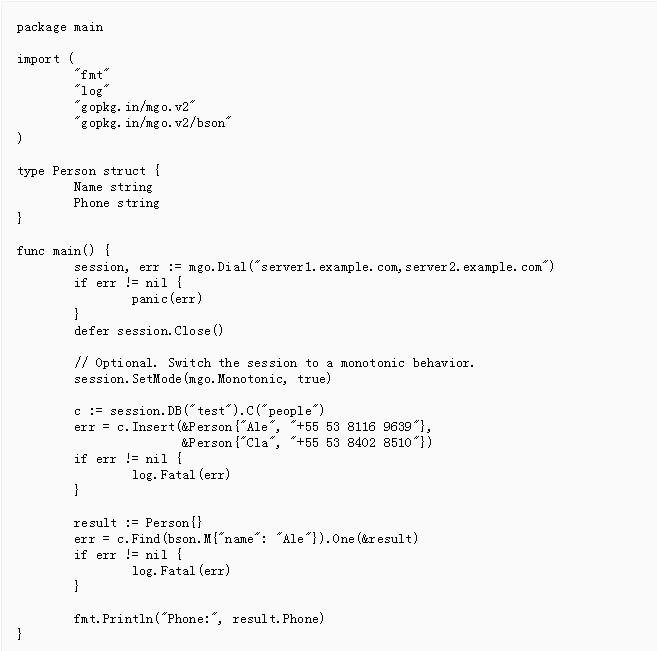 package main
import (
"fmt"
"log"
"gopkg.in/mgo.v2"
"gopkg.in/mgo.v2/bson"
)
type Person struct {
Name string
Phone string
}
func main() {
session, err := mgo.Dial("server1.example.com,server2.example.com")
if err != nil {
panic(err)
}
defer session.Close()
// Optional. Switch the session to a monotonic behavior.
session.SetMode(mgo.Monotonic, true)
c := session.DB("test").C("people")
err = c.Insert(&Person{"Ale", "+55 53 8116 9639"},
&Person{"Cla", "+55 53 8402 8510"})
if err != nil {
log.Fatal(err)
}
result := Person{}
err = c.Find(bson.M{"name": "Ale"}).One(&result)
if err != nil {
log.Fatal(err)
}
fmt.Println("Phone:", result.Phone)
}